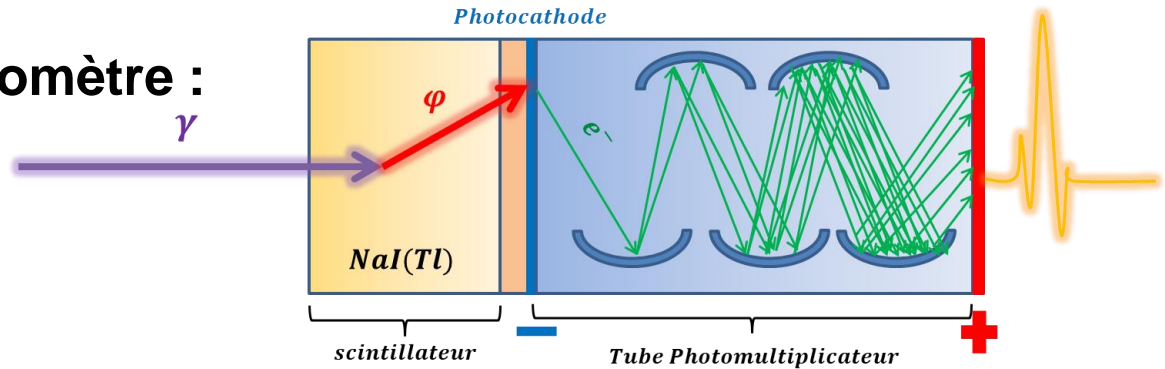 Photocathode
omètre :
γ
φ
e⁻
NaI(Tl)
scintillateur
Tube Photomultiplicateur